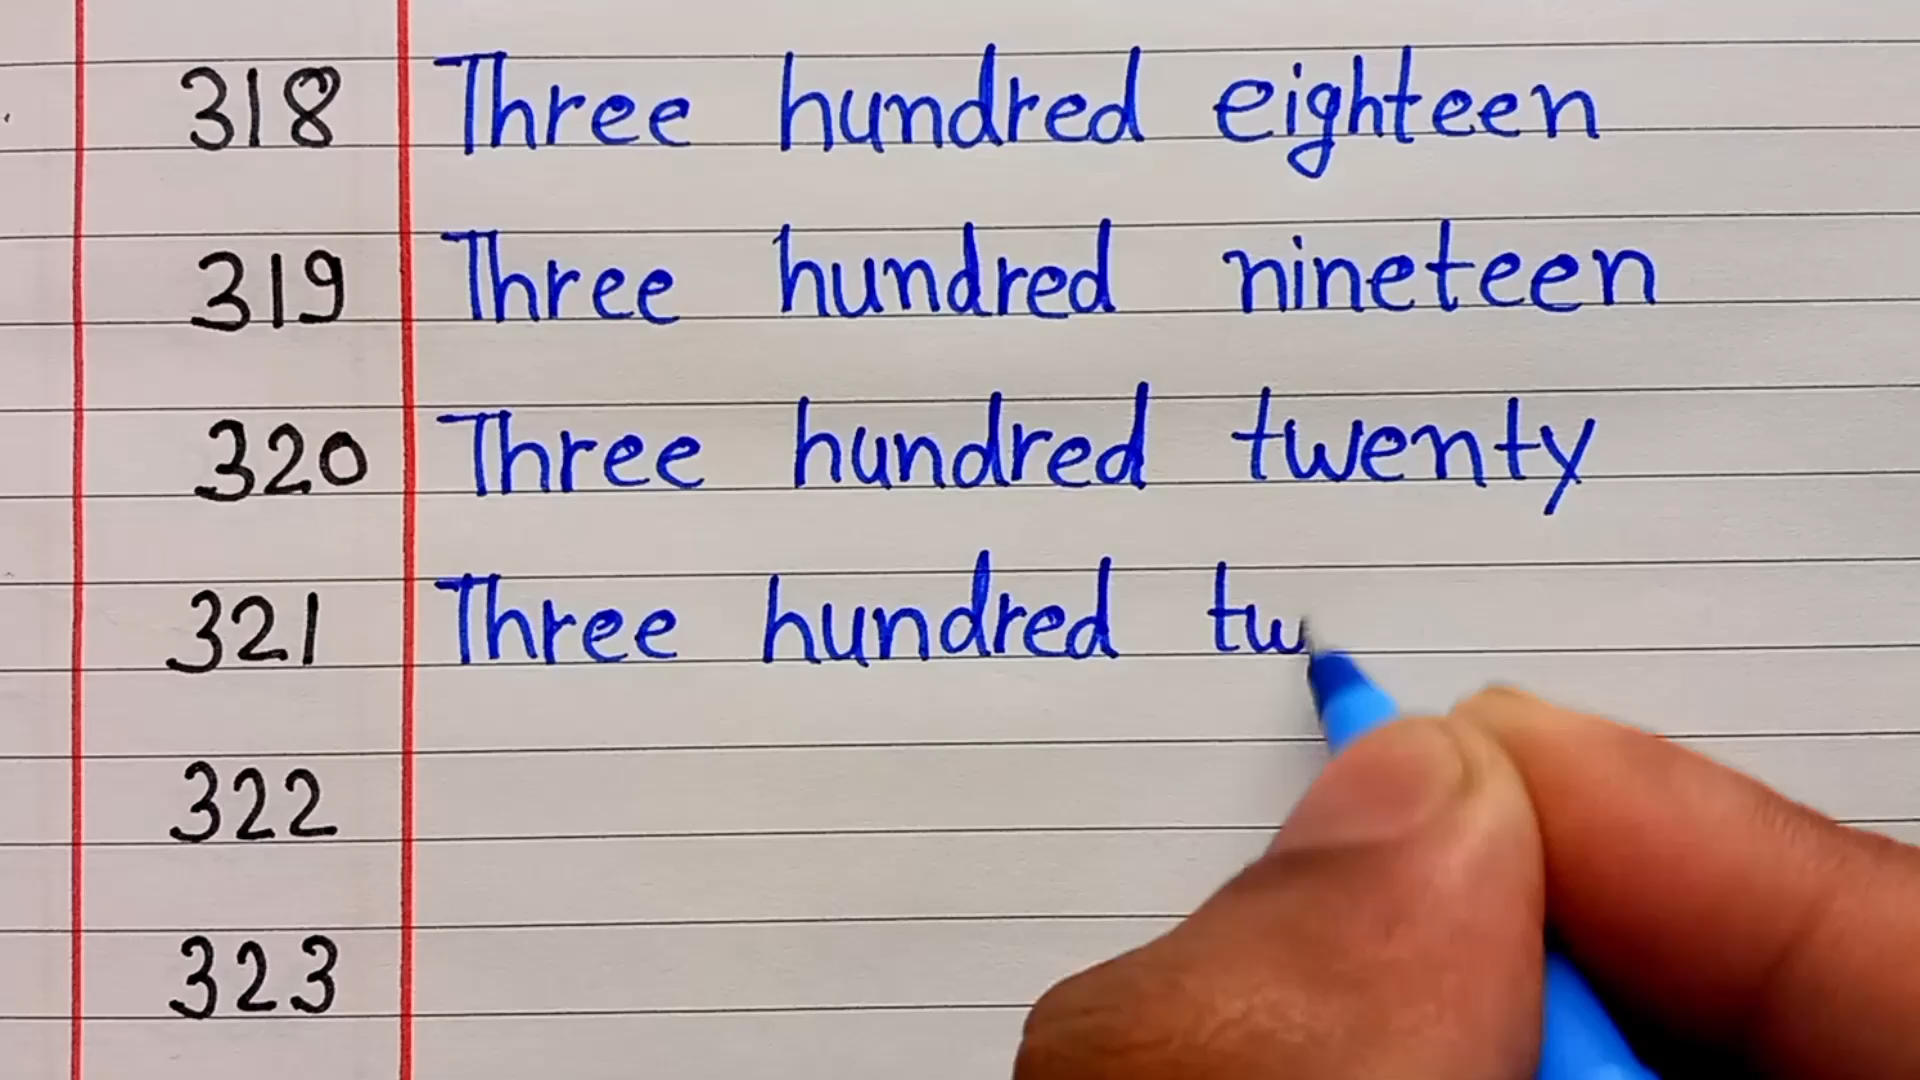 318 Three hundred eighteen
319 Three hundred nineteen
320 Three hundred twenty
321 Three hundred tw
322
323